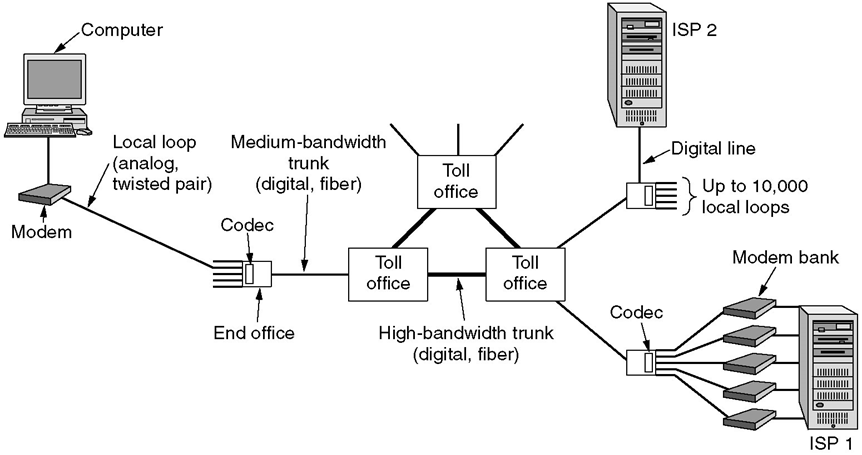 Computer
ISP 2
Local loop
(analog,
twisted pair)
Medium-bandwidth
trunk
(digital, fiber)
Digital line
Toll
office
Up to 10,000
local loops
Modem
Codec
Toll
office
Toll
office
Modem bank
End office
High-bandwidth trunk
(digital, fiber)
Codec
ISP 1